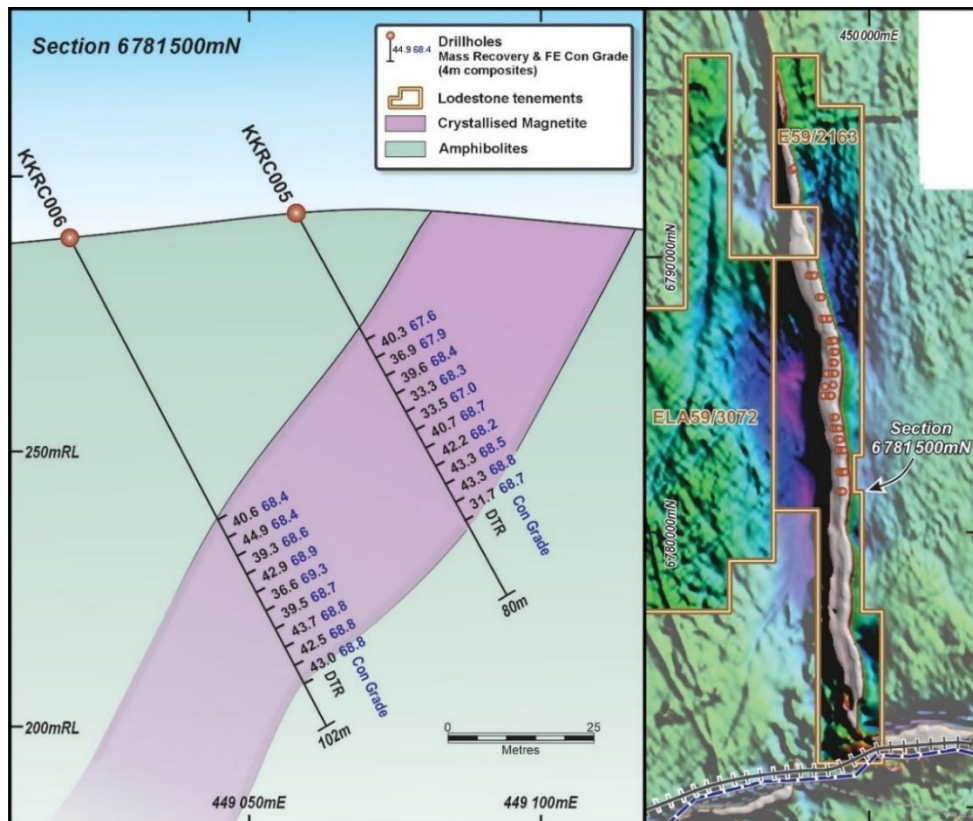 Section 6781500mN
44.9 68.4
Drillholes
Mass Recovery & FE Con Grade
(4m composites)
Lodestone tenements
Crystallised Magnetite
Amphibolites
KKRC006
KKRC005
40.3 67.6
36.9 67.9
39.6 68.4
33.3 68.3
33.5 67.0
40.7 68.7
42.2 68.2
43.3 68.5
43.3 68.8
31.7 68.7
DTR Con Grade
80m
40.6 68.4
44.9 68.4
39.3 68.6
42.9 68.9
36.6 69.3
39.5 68.7
43.7 68.8
42.5 68.8
43.0 68.8
DTR Con Grade
102m
250mRL
200mRL
0 25
Metres
449 050mE
449 100mE
450 000mE
E59/2163
6790000mN
ELA59/3072
Section
6781500mN
6780000mN